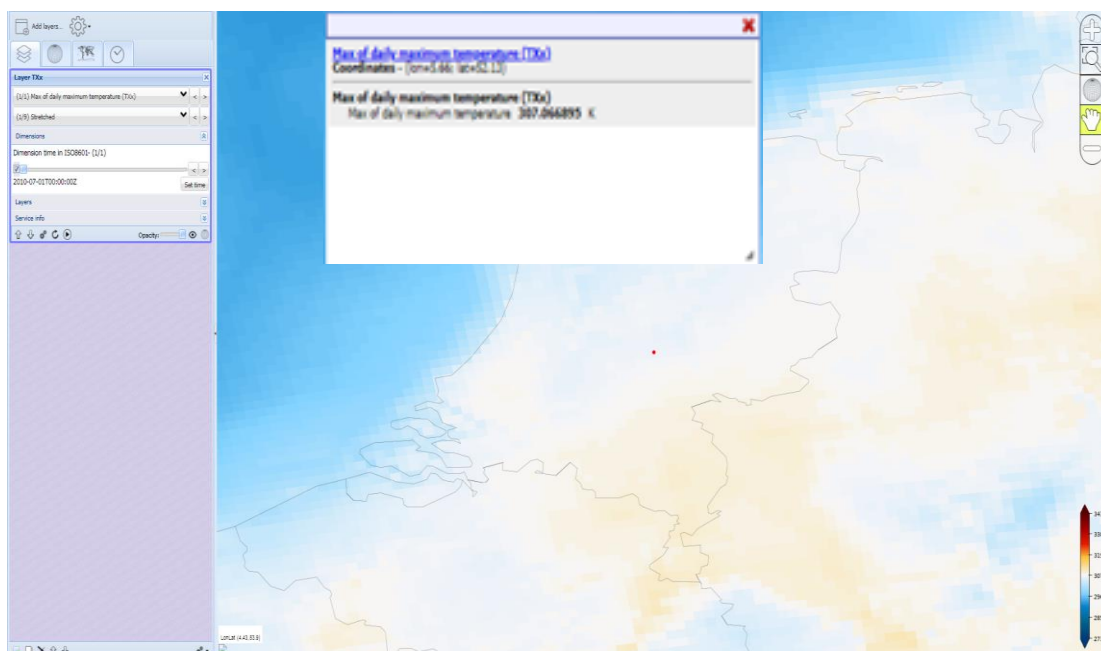 Add layers...
Layer TXx
(1/1) Max of daily maximum temperature (TXx)
< >
(1/9) Stretched
< >
Dimensions
Dimension time in ISO8601- (1/1)
< >
2010-07-01T00:00:00Z
Set time
Layers
Service info
Opacity:
Max of daily maximum temperature (TXx)
Coordinates - (lon=5.66; lat=52.13)
Max of daily maximum temperature (TXx)
Max of daily maximum temperature 307.066895 K